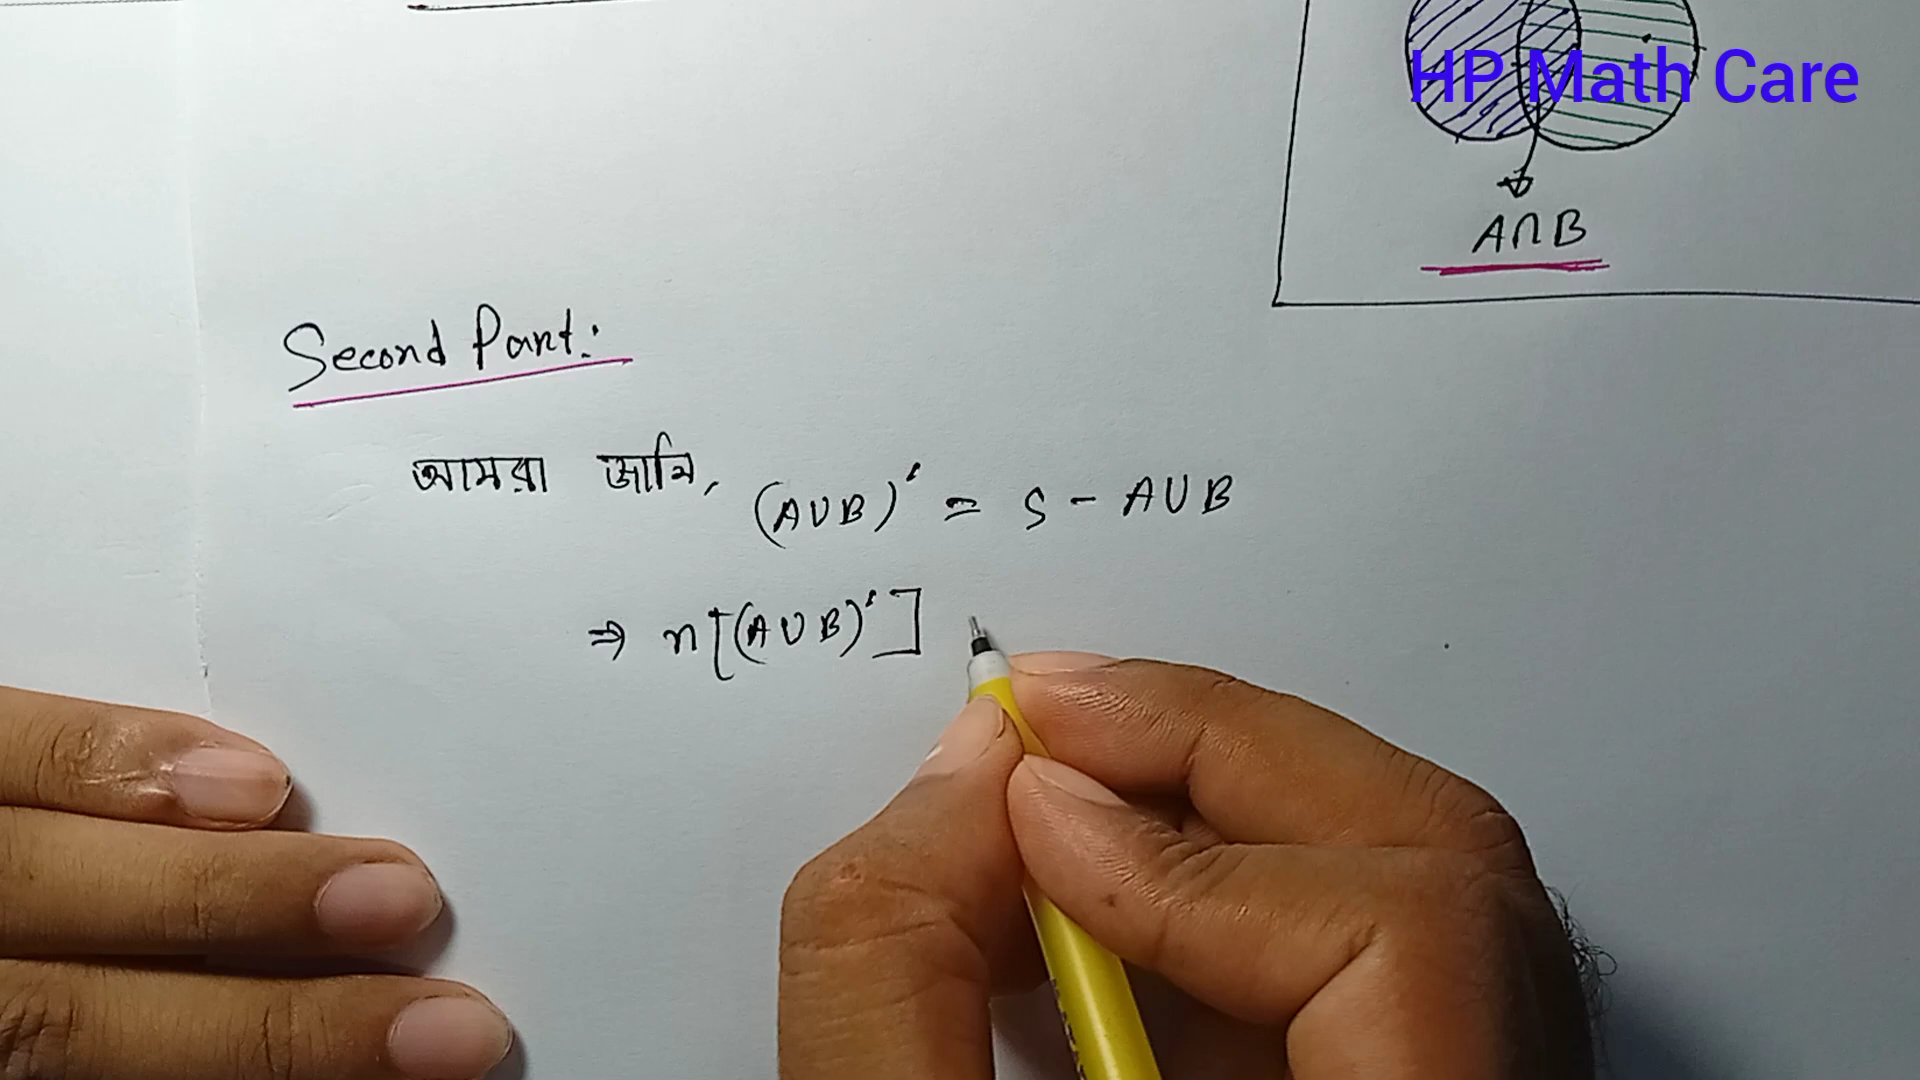 HP Math Care
A∩B
Second Part:
আমরা জানি, (A∪B)' = S - A∪B
⇒ n[(A∪B)']